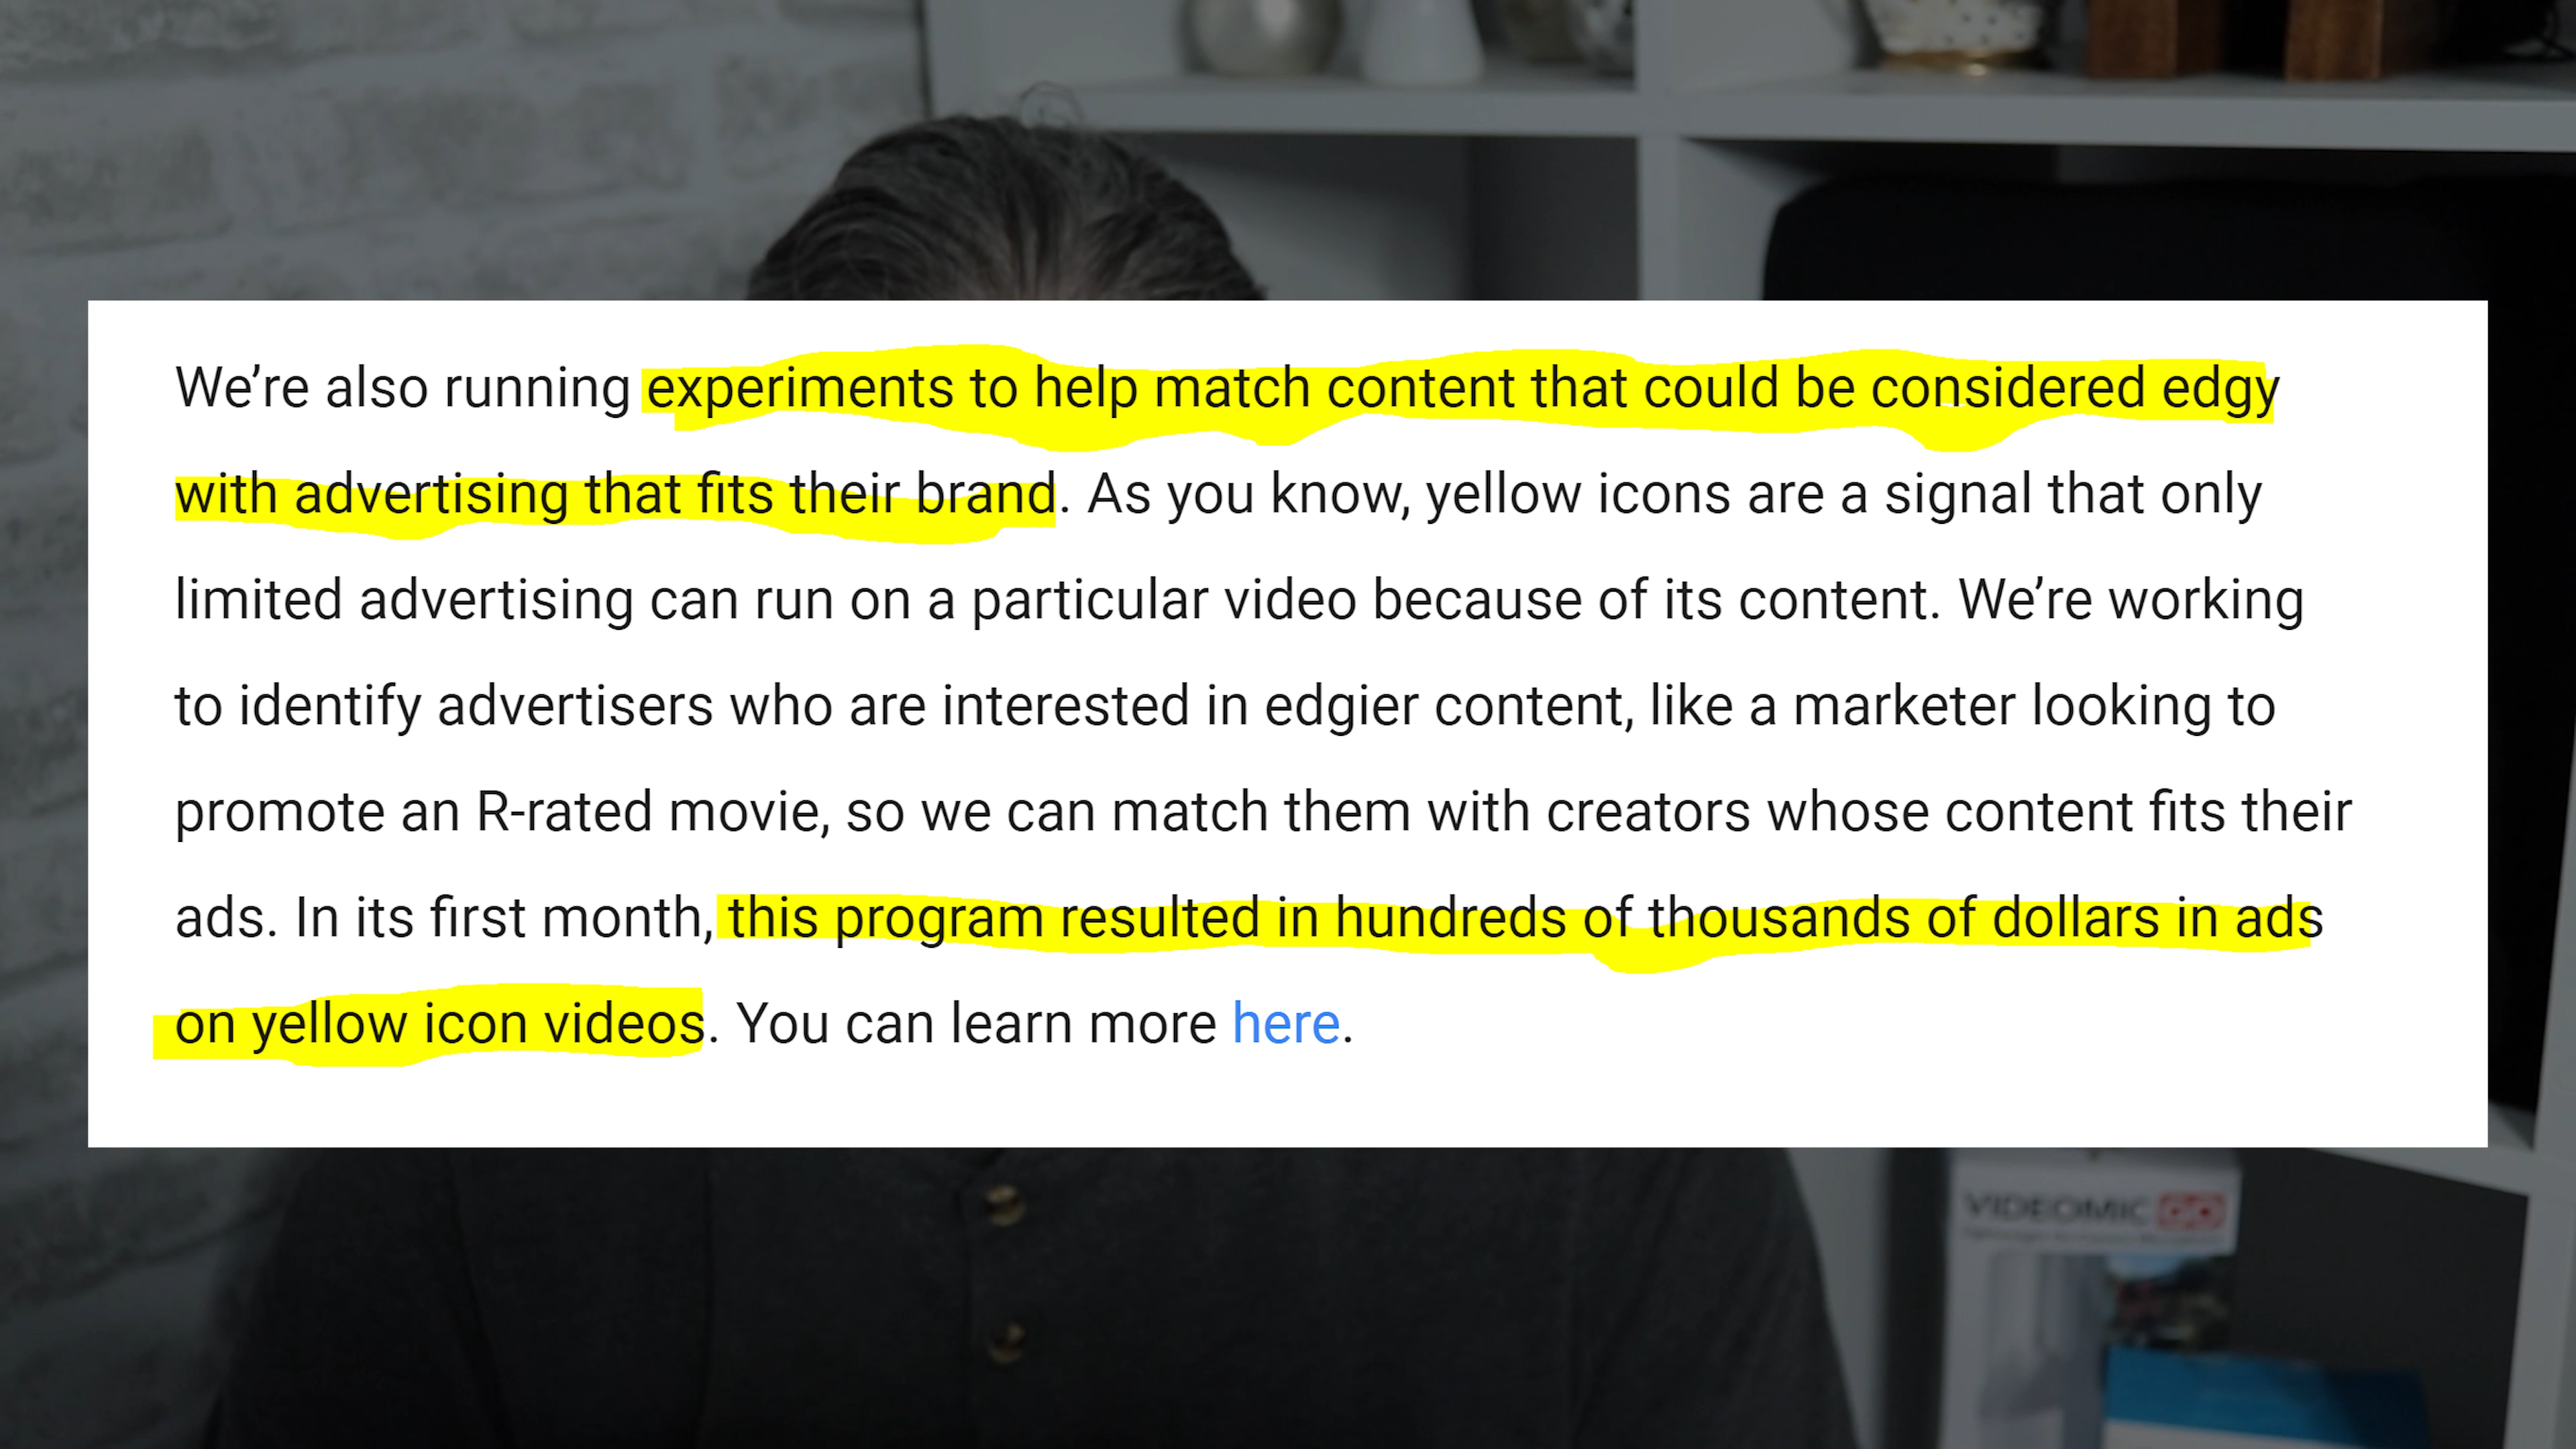 We’re also running experiments to help match content that could be considered edgy
with advertising that fits their brand. As you know, yellow icons are a signal that only
limited advertising can run on a particular video because of its content. We’re working
to identify advertisers who are interested in edgier content, like a marketer looking to
promote an R-rated movie, so we can match them with creators whose content fits their
ads. In its first month, this program resulted in hundreds of thousands of dollars in ads
on yellow icon videos. You can learn more here.
VIDEOMIC GO